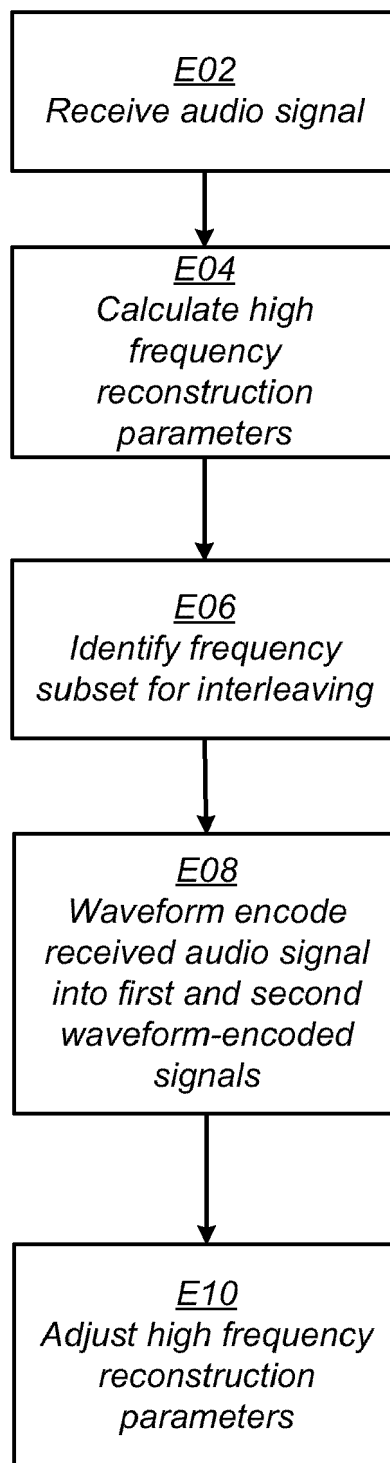 E02
Receive audio signal
E04
Calculate high
frequency
reconstruction
parameters
E06
Identify frequency
subset for interleaving
E08
Waveform encode
received audio signal
into first and second
waveform-encoded
signals
E10
Adjust high frequency
reconstruction
parameters